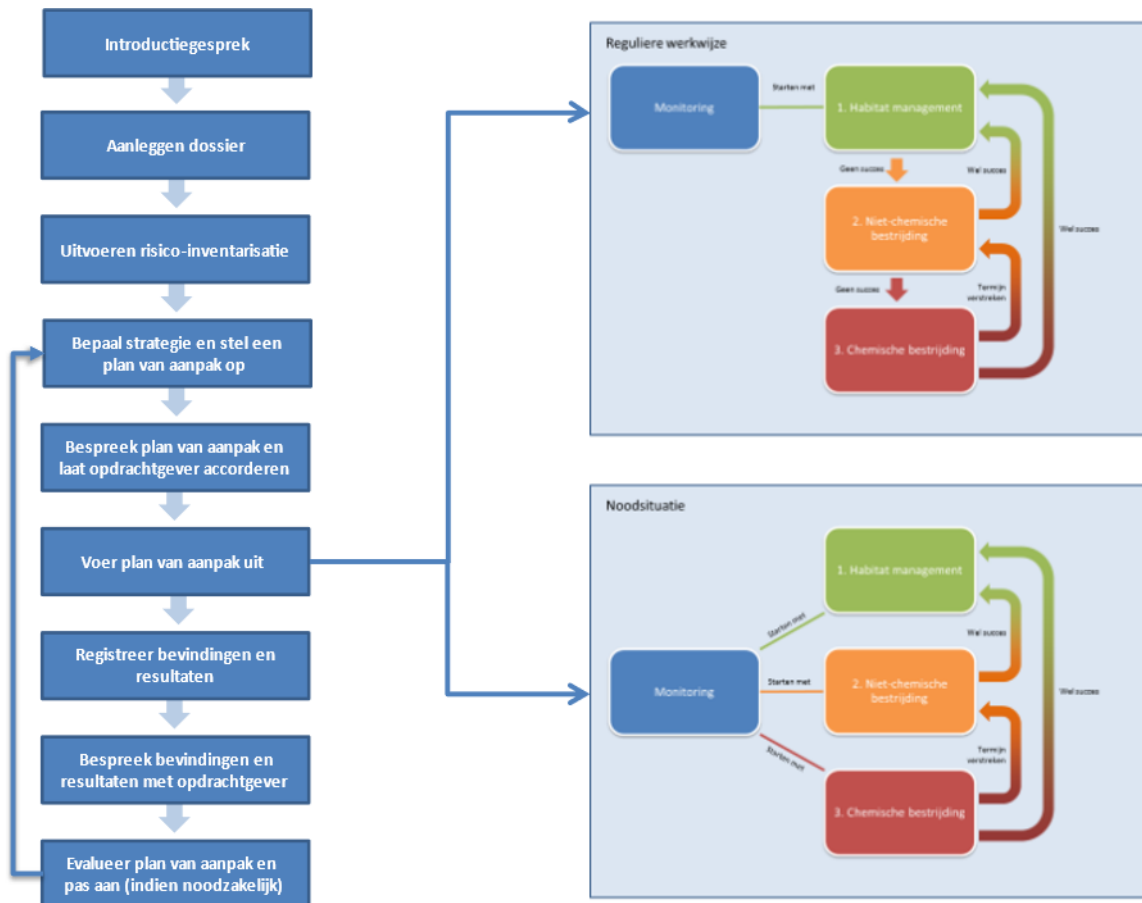 Introductiegesprek
Aanleggen dossier
Uitvoeren risico-inventarisatie
Bepaal strategie en stel een
plan van aanpak op
Bespreek plan van aanpak en
laat opdrachtgever accorderen
Voer plan van aanpak uit
Registreer bevindingen en
resultaten
Bespreek bevindingen en
resultaten met opdrachtgever
Evalueer plan van aanpak en
pas aan (indien noodzakelijk)
Reguliere werkwijze
Monitoring
Starten met
1. Habitat management
Geen succes
Wel succes
2. Niet-chemische
bestrijding
Wel succes
Geen succes
Termijn
verstreken
3. Chemische bestrijding
Noodsituatie
1. Habitat management
Starten met
Wel succes
Monitoring
Starten met
2. Niet-chemische
bestrijding
Wel succes
Starten met
Termijn
verstreken
3. Chemische bestrijding